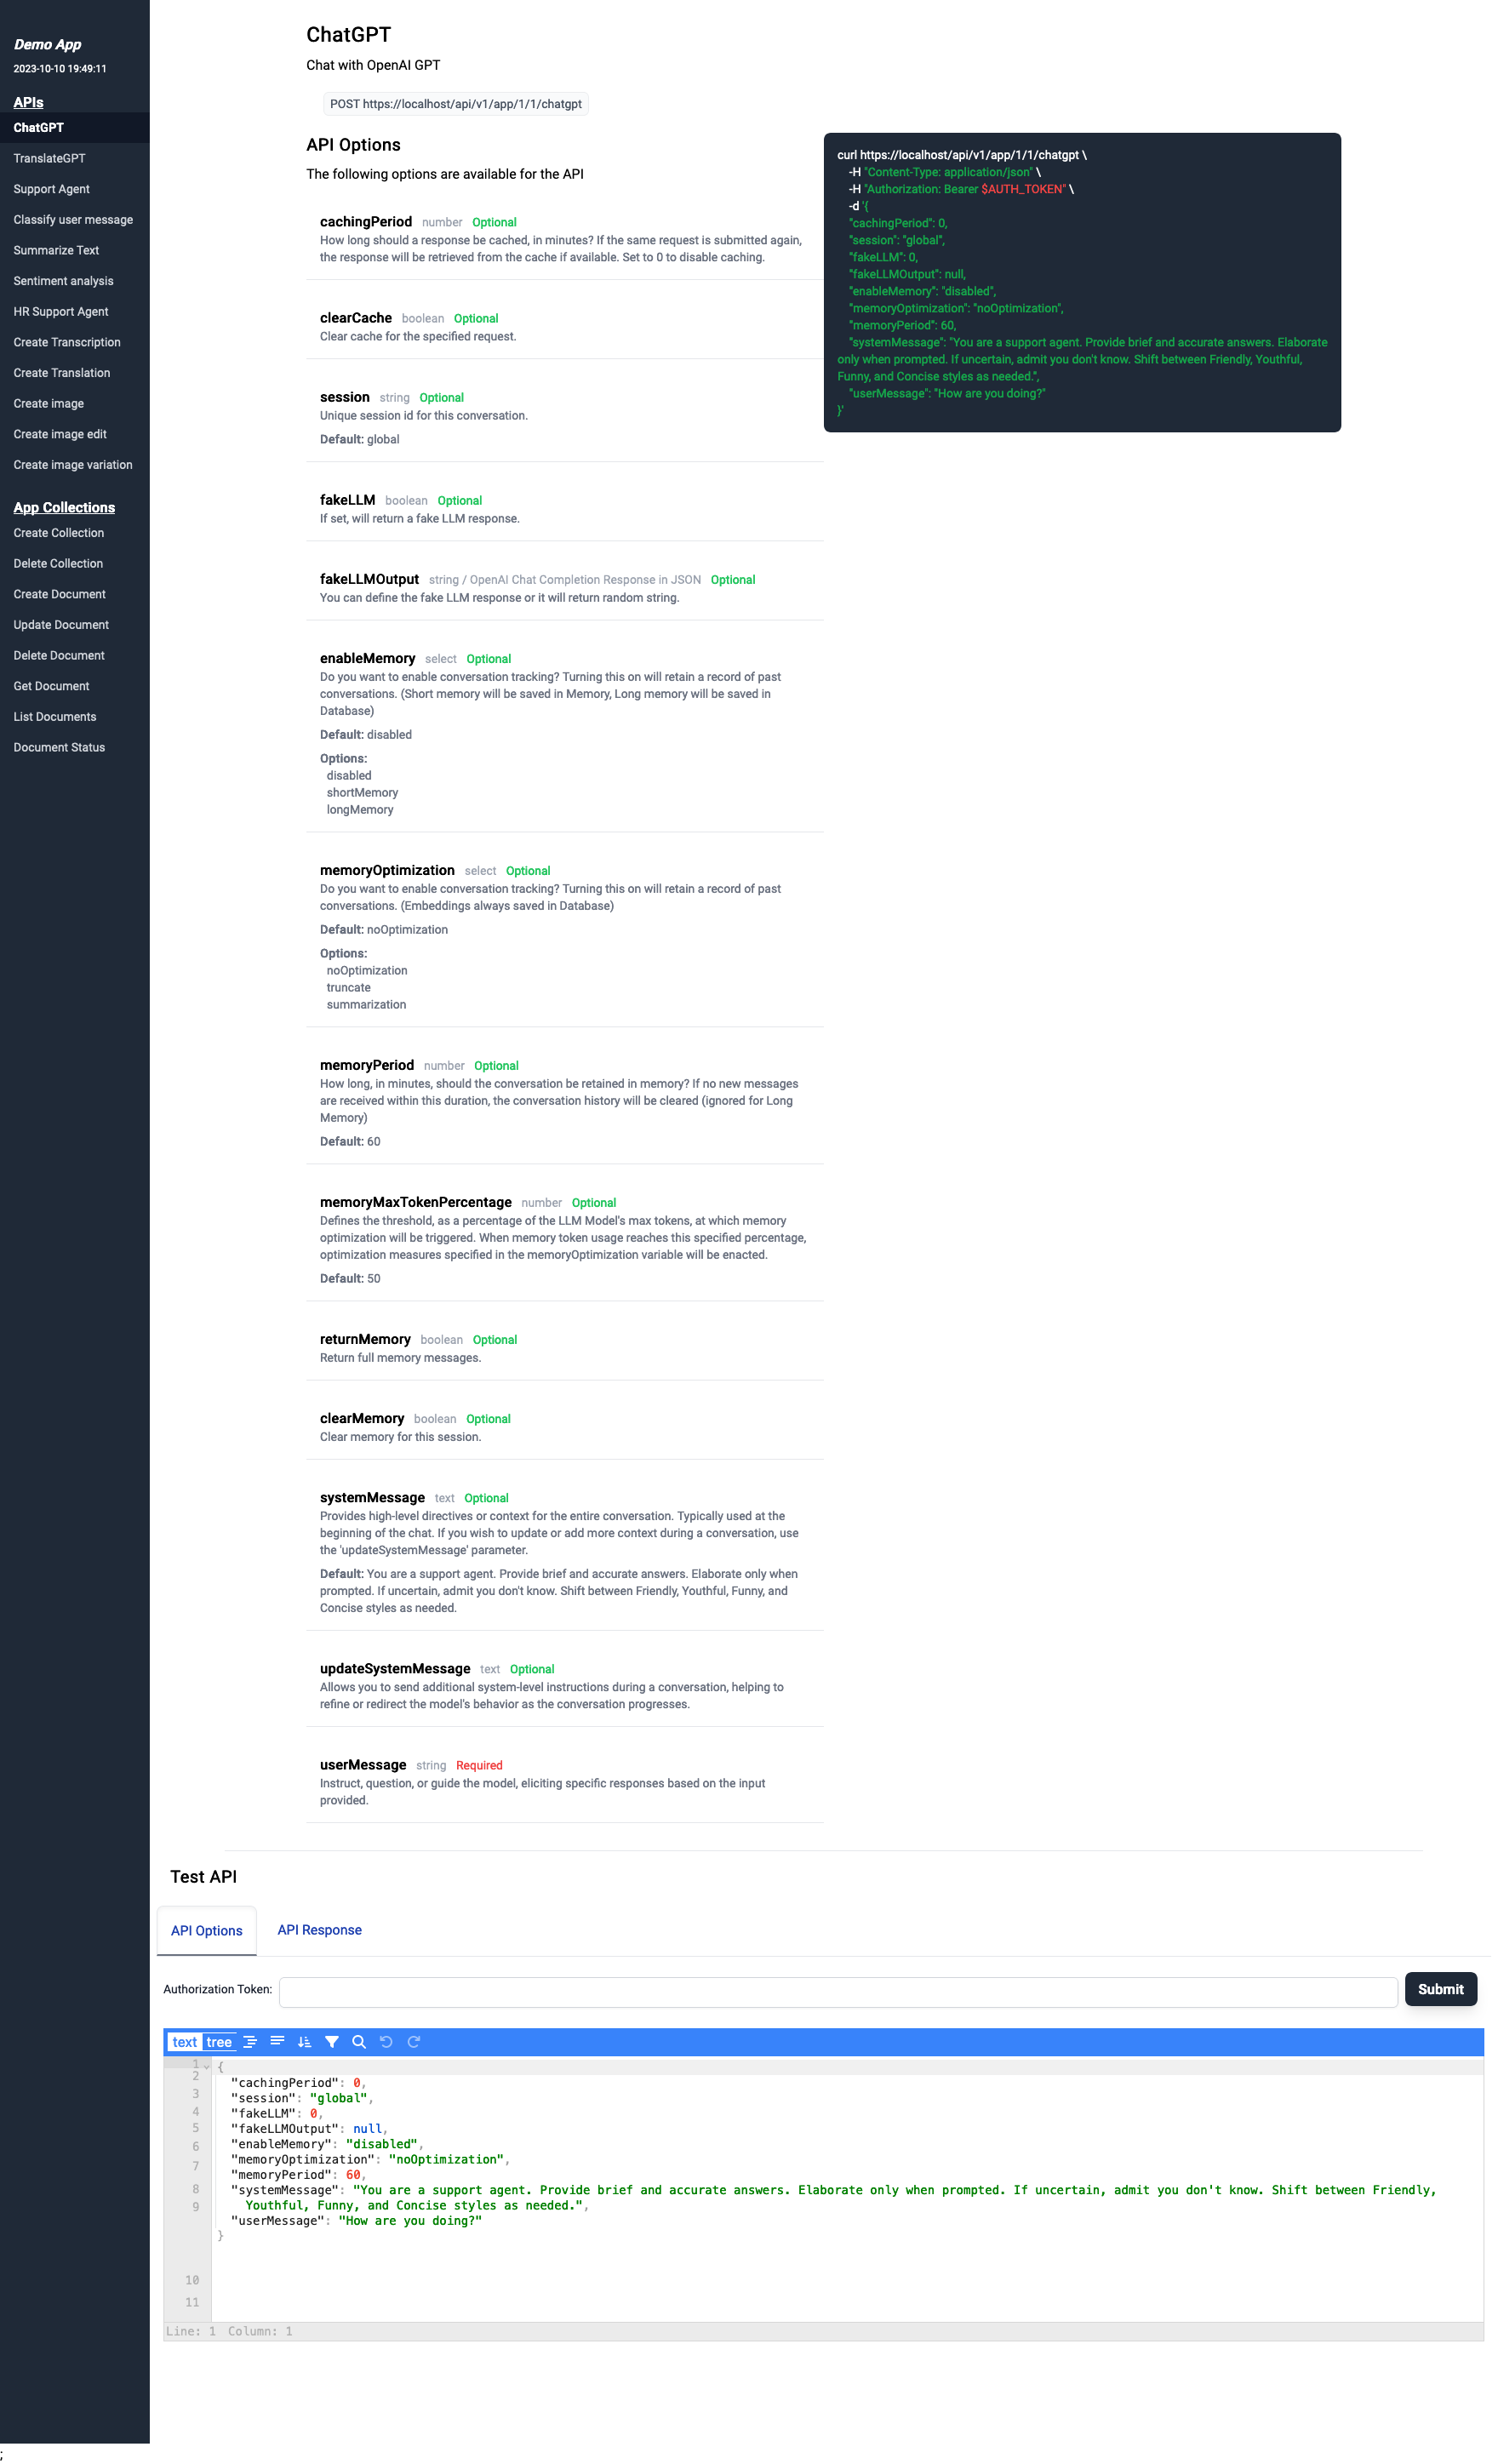 Demo App
2023-10-10 19:49:11
APIs
ChatGPT
TranslateGPT
Support Agent
Classify user message
Summarize Text
Sentiment analysis
HR Support Agent
Create Transcription
Create Translation
Create image
Create image edit
Create image variation
App Collections
Create Collection
Delete Collection
Create Document
Update Document
Delete Document
Get Document
List Documents
Document Status
ChatGPT
Chat with OpenAI GPT
POST https://localhost/api/v1/app/1/1/chatgpt
API Options
The following options are available for the API
cachingPeriod number Optional
How long should a response be cached, in minutes? If the same request is submitted again,
the response will be retrieved from the cache if available. Set to 0 to disable caching.
clearCache boolean Optional
Clear cache for the specified request.
session string Optional
Unique session id for this conversation.
Default: global
fakeLLM boolean Optional
If set, will return a fake LLM response.
fakeLLMOutput string / OpenAI Chat Completion Response in JSON Optional
You can define the fake LLM response or it will return random string.
enableMemory select Optional
Do you want to enable conversation tracking? Turning this on will retain a record of past
conversations. (Short memory will be saved in Memory, Long memory will be saved in
Database)
Default: disabled
Options:
disabled
shortMemory
longMemory
memoryOptimization select Optional
Do you want to enable conversation tracking? Turning this on will retain a record of past
conversations. (Embeddings always saved in Database)
Default: noOptimization
Options:
noOptimization
truncate
summarization
memoryPeriod number Optional
How long, in minutes, should the conversation be retained in memory? If no new messages
are received within this duration, the conversation history will be cleared (ignored for Long
Memory)
Default: 60
memoryMaxTokenPercentage number Optional
Defines the threshold, as a percentage of the LLM Model's max tokens, at which memory
optimization will be triggered. When memory token usage reaches this specified percentage,
optimization measures specified in the memoryOptimization variable will be enacted.
Default: 50
returnMemory boolean Optional
Return full memory messages.
clearMemory boolean Optional
Clear memory for this session.
systemMessage text Optional
Provides high-level directives or context for the entire conversation. Typically used at the
beginning of the chat. If you wish to update or add more context during a conversation, use
the 'updateSystemMessage' parameter.
Default: You are a support agent. Provide brief and accurate answers. Elaborate only when
prompted. If uncertain, admit you don't know. Shift between Friendly, Youthful, Funny, and
Concise styles as needed.
updateSystemMessage text Optional
Allows you to send additional system-level instructions during a conversation, helping to
refine or redirect the model's behavior as the conversation progresses.
userMessage string Required
Instruct, question, or guide the model, eliciting specific responses based on the input
provided.
curl https://localhost/api/v1/app/1/1/chatgpt \
-H "Content-Type: application/json" \
-H "Authorization: Bearer $AUTH_TOKEN" \
-d '{
"cachingPeriod": 0,
"session": "global",
"fakeLLM": 0,
"fakeLLMOutput": null,
"enableMemory": "disabled",
"memoryOptimization": "noOptimization",
"memoryPeriod": 60,
"systemMessage": "You are a support agent. Provide brief and accurate answers. Elaborate
only when prompted. If uncertain, admit you don't know. Shift between Friendly, Youthful,
Funny, and Concise styles as needed.",
"userMessage": "How are you doing?"
}'
Test API
API Options API Response
Authorization Token: Submit
text tree
1 {
2 "cachingPeriod": 0,
3 "session": "global",
4 "fakeLLM": 0,
5 "fakeLLMOutput": null,
6 "enableMemory": "disabled",
7 "memoryOptimization": "noOptimization",
"memoryPeriod": 60,
8 "systemMessage": "You are a support agent. Provide brief and accurate answers. Elaborate only when prompted. If uncertain, admit you don't know. Shift between Friendly,
9 Youthful, Funny, and Concise styles as needed.",
"userMessage": "How are you doing?"
}
10
11
Line: 1 Column: 1
;